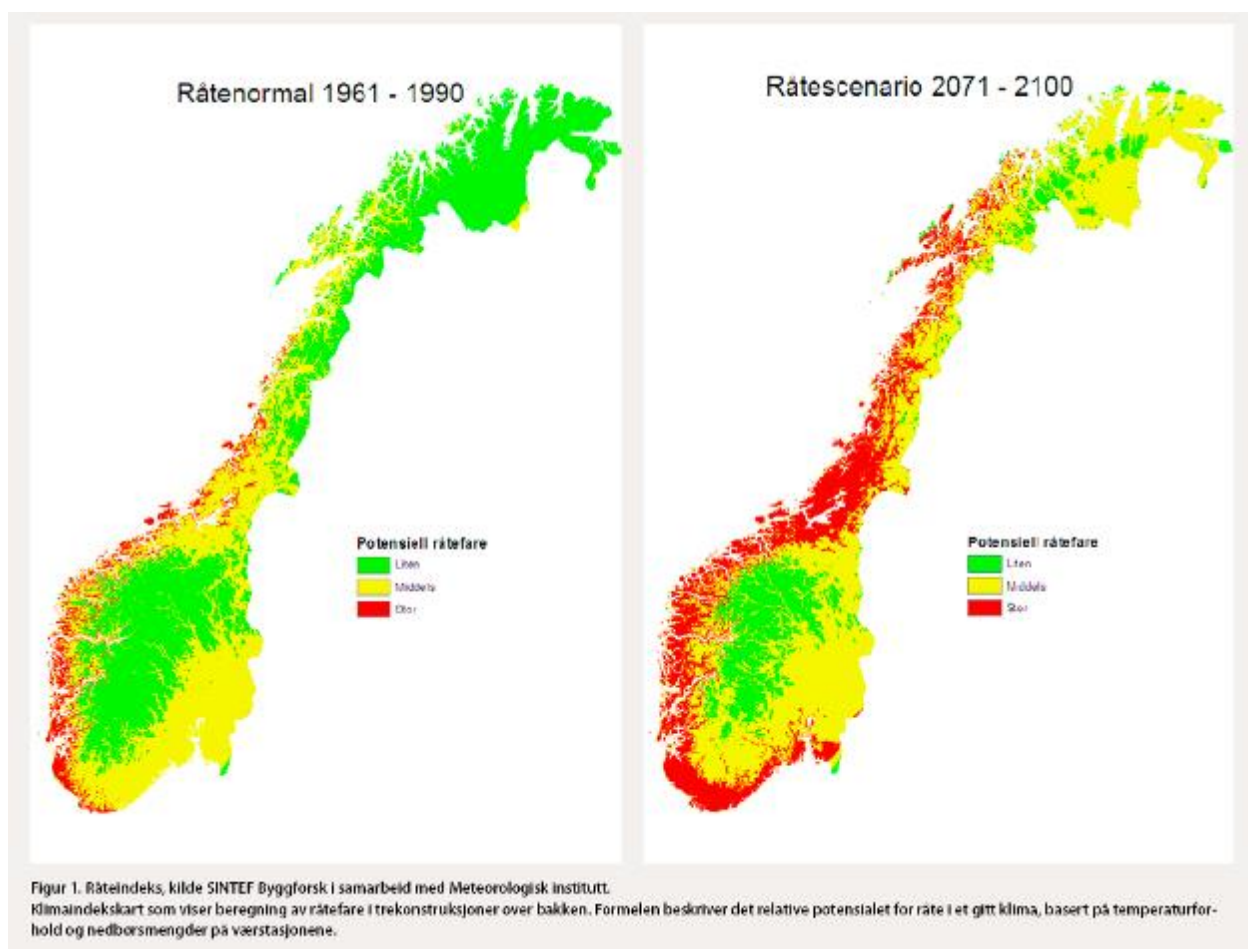 Råtenormal 1961 - 1990
Råtescenario 2071 - 2100
Potensiell råtefare
Liten
Middels
Stor
Potensiell råtefare
Liten
Middels
Stor
Figur 1. Råteindeks, kilde SINTEF Byggforsk i samarbeid med Meteorologisk institutt.
Klimaindekskart som viser beregning av råtefare i trekonstruksjoner over bakken. Formelen beskriver det relative potensialet for råte i et gitt klima, basert på temperaturfor-
hold og nedbørsmengder på værstasjonene.